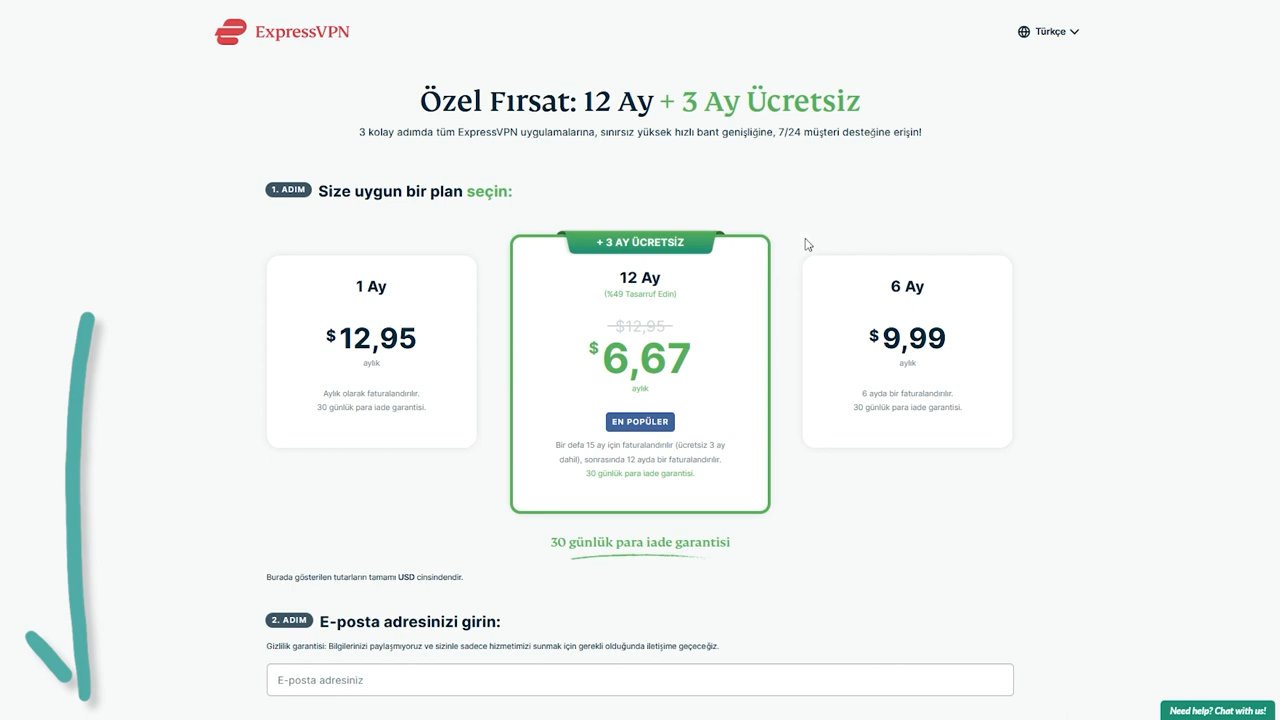 ExpressVPN
Türkçe
Özel Fırsat: 12 Ay + 3 Ay Ücretsiz
3 kolay adımda tüm ExpressVPN uygulamalarına, sınırsız yüksek hızlı bant genişliğine, 7/24 müşteri desteğine erişin!
1. ADIM Size uygun bir plan seçin:
1 Ay
$12,95
aylık
Aylık olarak faturalandırılır.
30 günlük para iade garantisi.
+ 3 AY ÜCRETSİZ
12 Ay
(%49 Tasarruf Edin)
$12,95
$6,67
aylık
EN POPÜLER
Bir defa 15 ay için faturalandırılır (ücretsiz 3 ay
dahil), sonrasında 12 ayda bir faturalandırılır.
30 günlük para iade garantisi.
6 Ay
$9,99
aylık
6 ayda bir faturalandırılır.
30 günlük para iade garantisi.
30 günlük para iade garantisi
Burada gösterilen tutarların tamamı USD cinsindendir.
2. ADIM E-posta adresinizi girin:
Gizlilik garantisi: Bilgilerinizi paylaşmıyoruz ve sizinle sadece hizmetimizi sunmak için gerekli olduğunda iletişime geçeceğiz.
E-posta adresiniz
Need help? Chat with us!